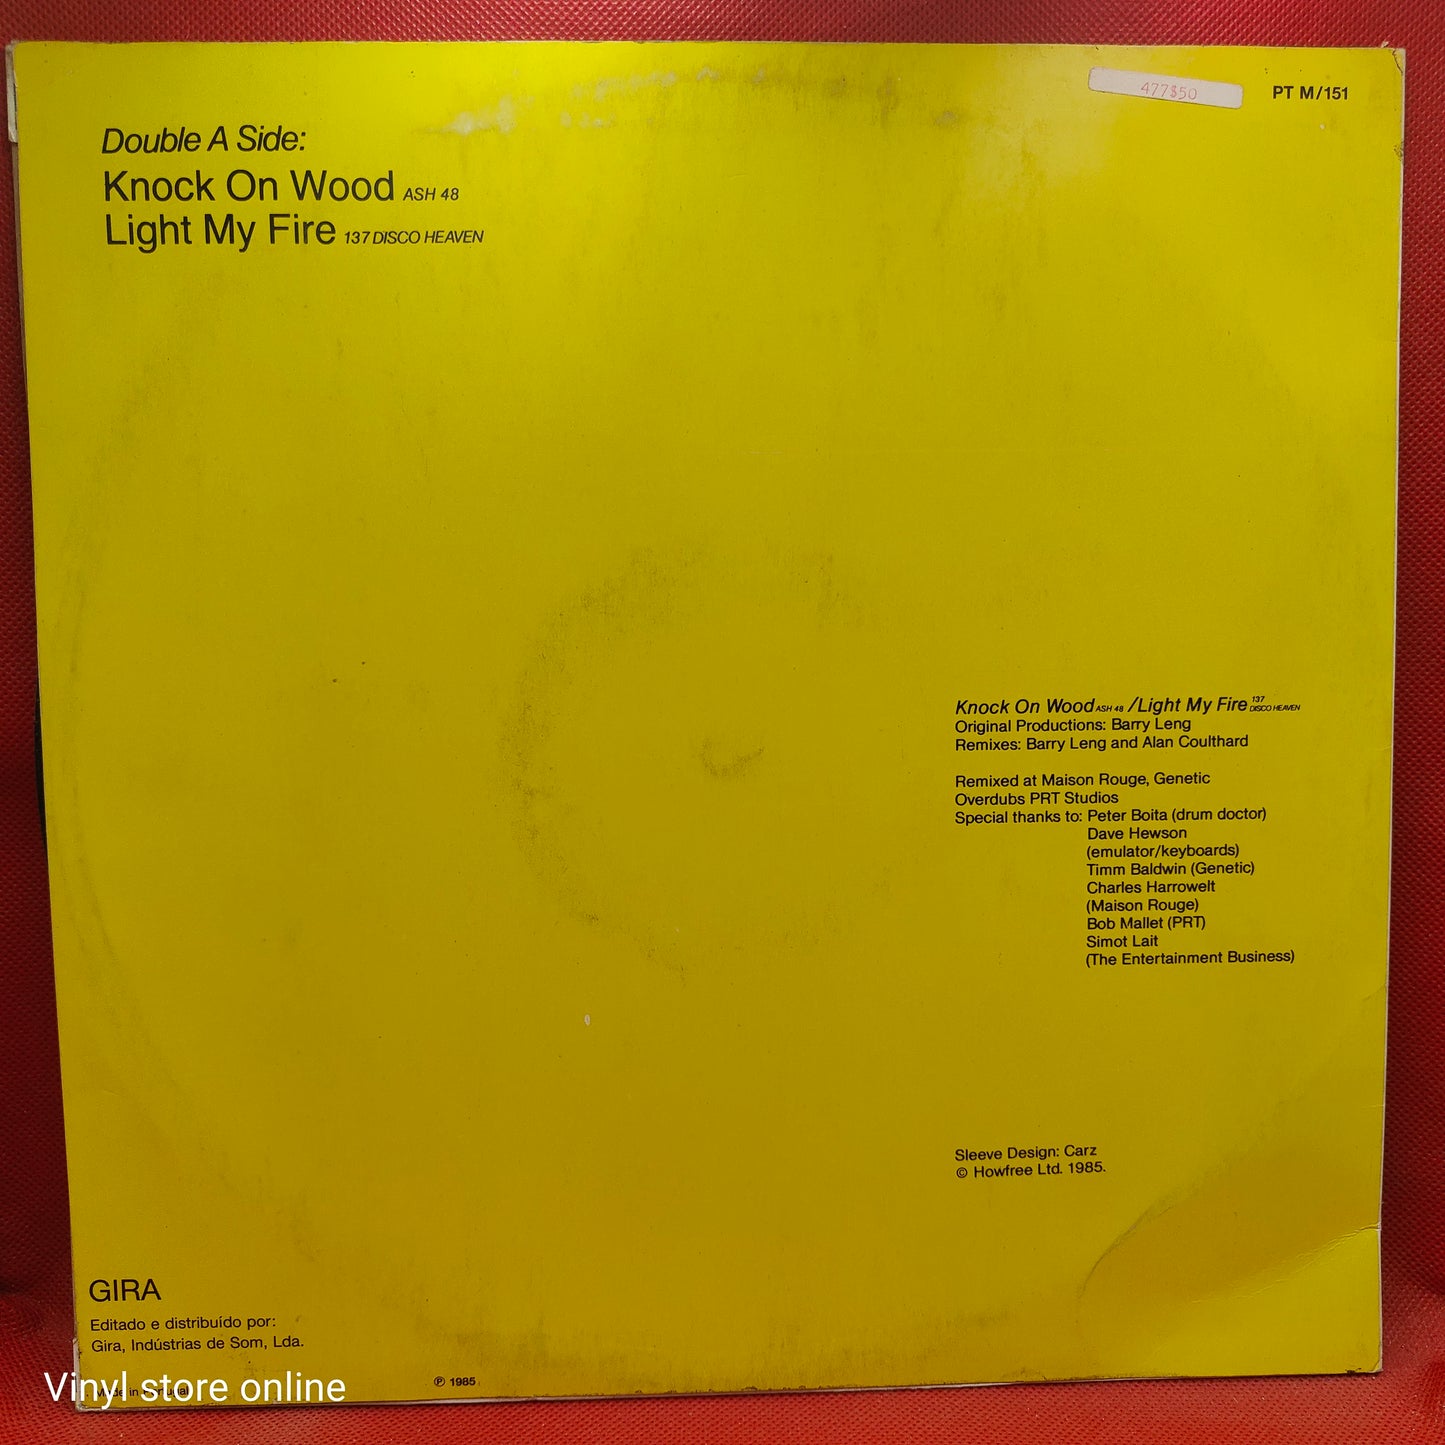 477$50
PT M/151
Double A Side:
Knock On Wood ASH 48
Light My Fire 137 DISCO HEAVEN
Knock On Wood ASH 48 /Light My Fire 137 DISCO HEAVEN
Original Productions: Barry Leng
Remixes: Barry Leng and Alan Coulthard
Remixed at Maison Rouge, Genetic
Overdubs PRT Studios
Special thanks to: Peter Boita (drum doctor)
Dave Hewson
(emulator/keyboards)
Timm Baldwin (Genetic)
Charles Harrowelt
(Maison Rouge)
Bob Mallet (PRT)
Simot Lait
(The Entertainment Business)
Sleeve Design: Carz
© Howfree Ltd. 1985.
GIRA
Editado e distribuído por:
Gira, Indústrias de Som, Lda.
Made in Portugal
℗ 1985
Vinyl store online